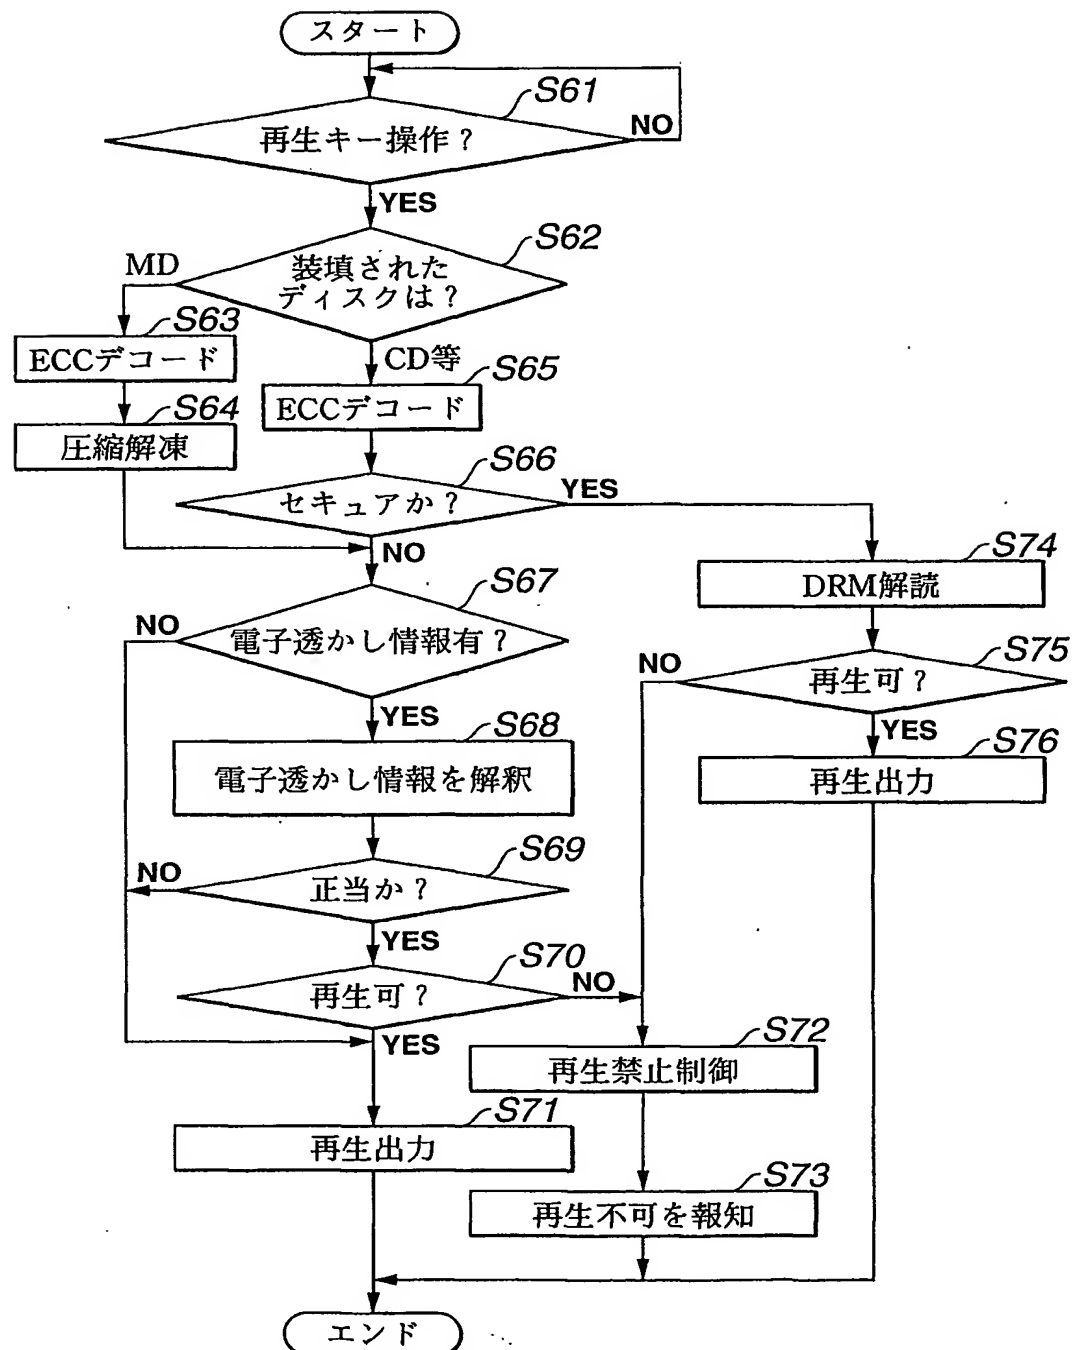 スタート
S61
再生キー操作?
NO
YES
S62
装填された
ディスクは?
MD
CD等
S63
ECCデコード
S64
圧縮解凍
S65
ECCデコード
S66
セキュアか?
YES
NO
S67
電子透かし情報有?
NO
YES
S68
電子透かし情報を解釈
S69
正当か?
NO
YES
S70
再生可?
NO
YES
S71
再生出力
S72
再生禁止制御
S73
再生不可を報知
S74
DRM解読
S75
再生可?
NO
YES
S76
再生出力
エンド